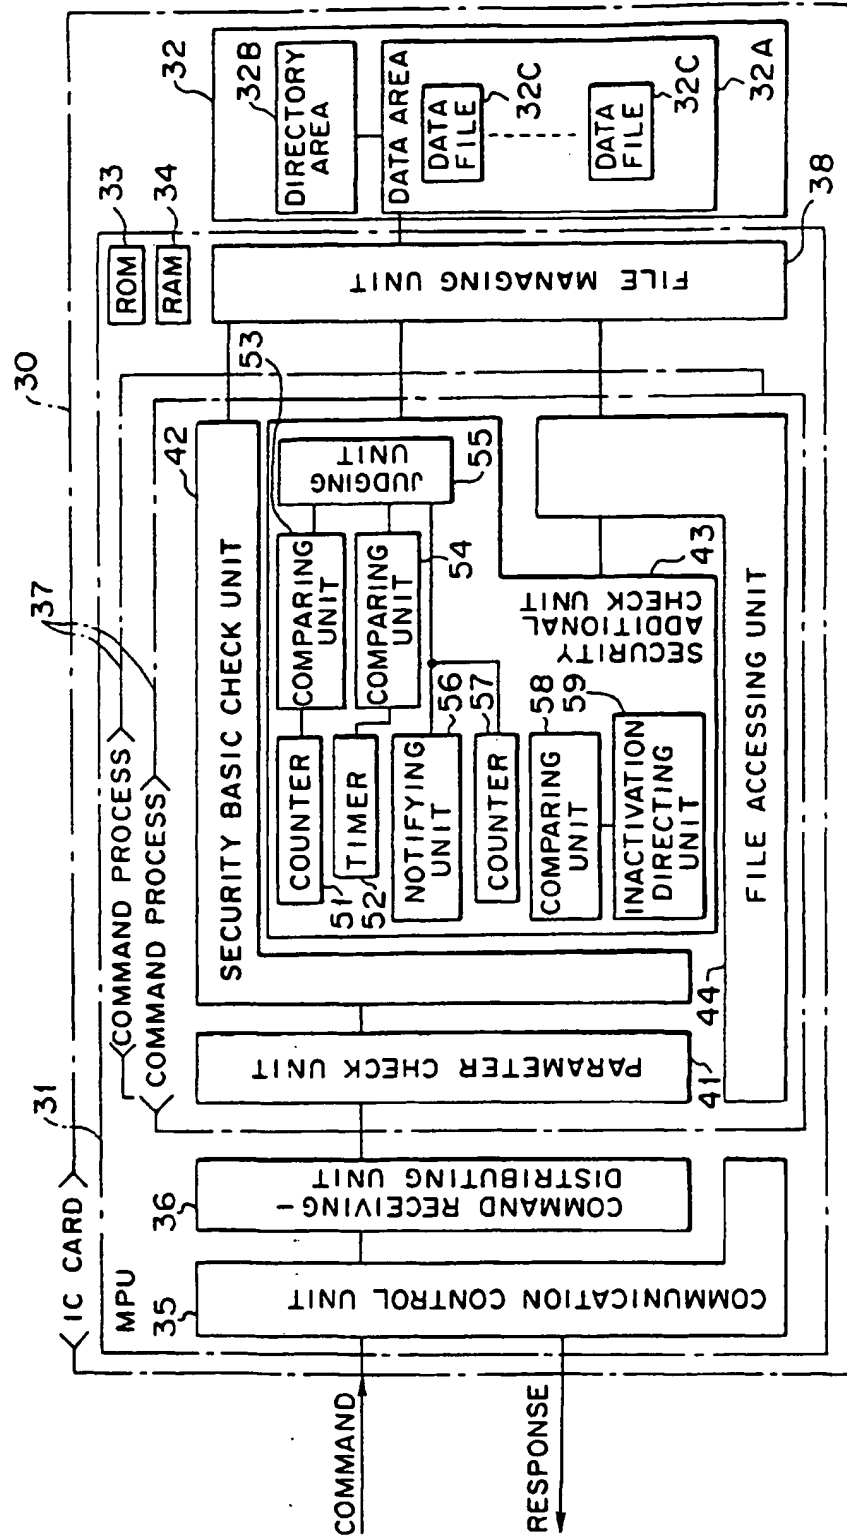 IC CARD
30
31
MPU
COMMAND PROCESS
COMMAND PROCESS
37
COMMAND
RESPONSE
35
COMMUNICATION CONTROL UNIT
36
COMMAND RECEIVING-
DISTRIBUTING UNIT
PARAMETER CHECK UNIT
41
42
SECURITY BASIC CHECK UNIT
COUNTER
51
TIMER
52
COMPARING
UNIT
53
COMPARING
UNIT
54
JUDGING
UNIT
55
NOTIFYING
UNIT
56
COUNTER
57
COMPARING
UNIT
58
INACTIVATION
DIRECTING
UNIT
59
SECURITY
ADDITIONAL
CHECK UNIT
43
44
FILE ACCESSING UNIT
ROM
33
RAM
34
FILE MANAGING UNIT
38
32
DIRECTORY
AREA
32B
DATA AREA
DATA
FILE
32C
DATA
FILE
32C
32A